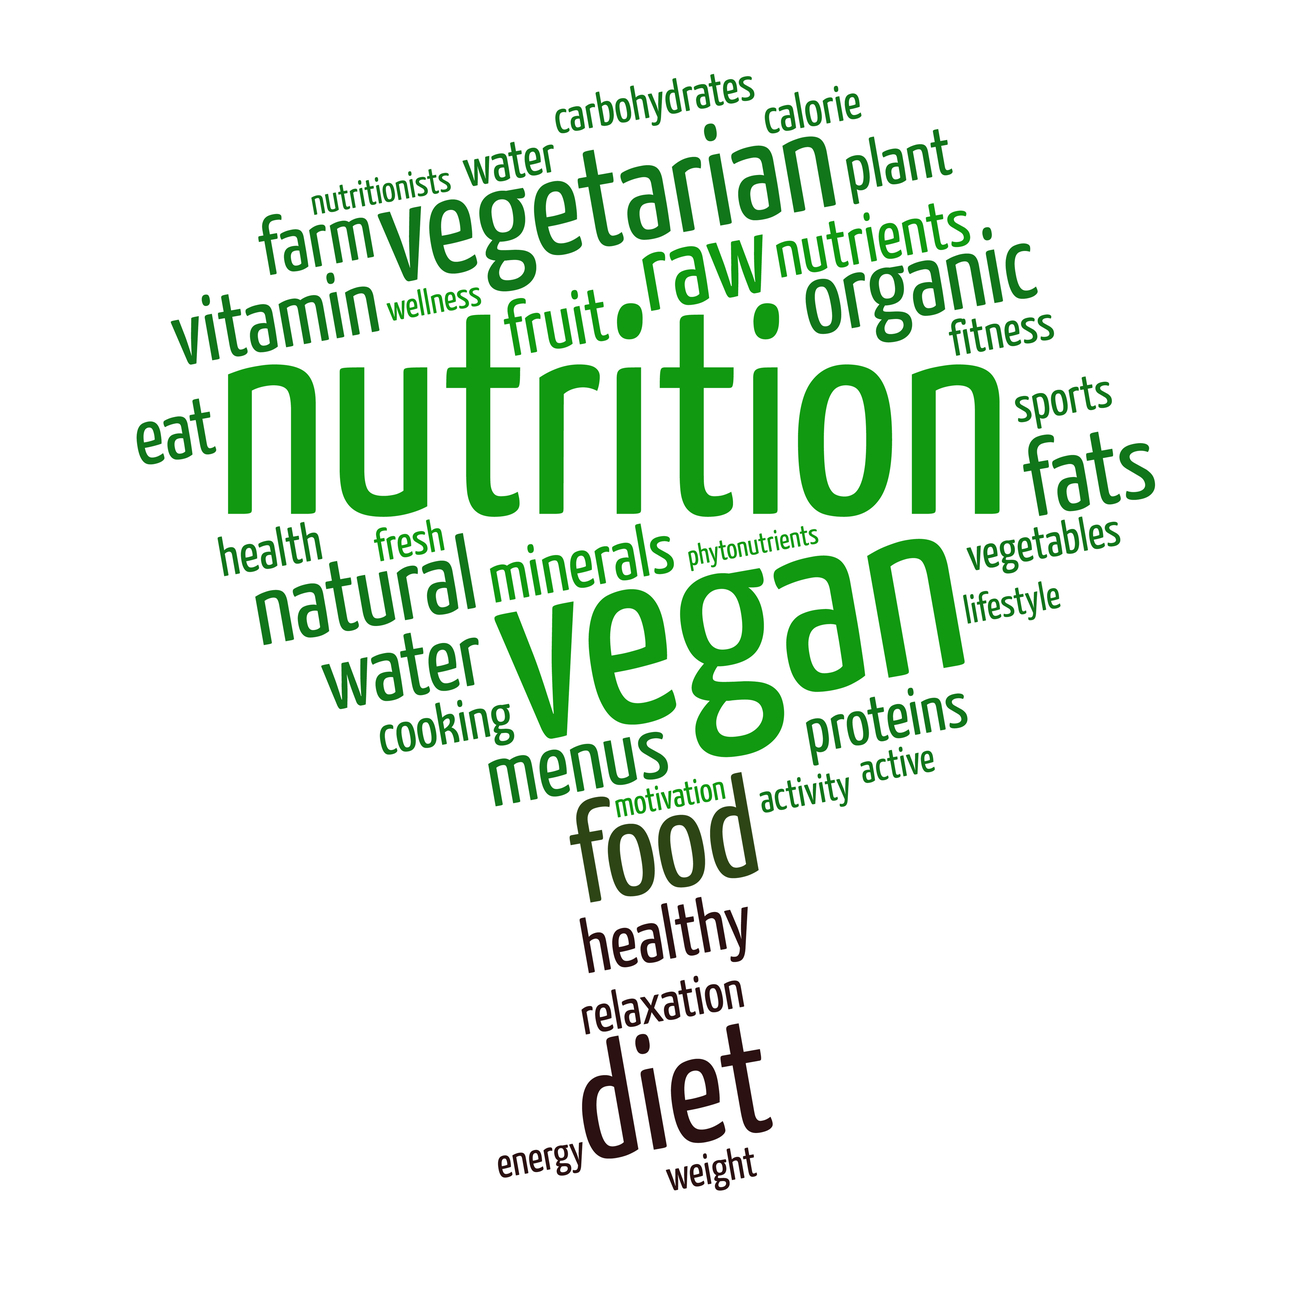 carbohydrates
calorie
water
plant
nutritionists
vegetarian
farm
nutrients
raw
organic
vitamin
wellness
fruit
fitness
nutrition
sports
eat
fats
health
fresh
minerals
phytonutrients
vegetables
natural
vegan
lifestyle
water
cooking
proteins
menus
active
motivation
activity
food
healthy
relaxation
diet
energy
weight